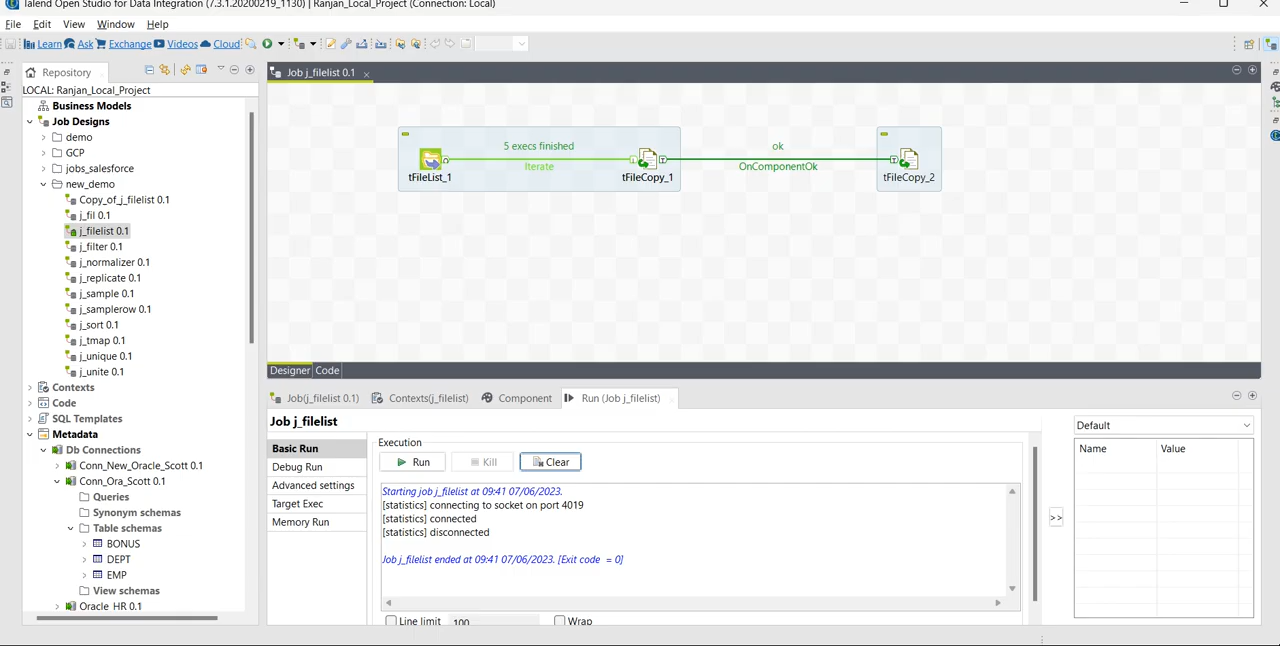 Talend Open Studio for Data Integration (7.3.1.20200219_1130) | Ranjan_Local_Project (Connection: Local)
File Edit View Window Help
Learn Ask Exchange Videos Cloud
Repository
LOCAL: Ranjan_Local_Project
Business Models
Job Designs
demo
GCP
jobs_salesforce
new_demo
Copy_of_j_filelist 0.1
j_fil 0.1
j_filelist 0.1
j_filter 0.1
j_normalizer 0.1
j_replicate 0.1
j_sample 0.1
j_samplerow 0.1
j_sort 0.1
j_tmap 0.1
j_unique 0.1
j_unite 0.1
Contexts
Code
SQL Templates
Metadata
Db Connections
Conn_New_Oracle_Scott 0.1
Conn_Ora_Scott 0.1
Queries
Synonym schemas
Table schemas
BONUS
DEPT
EMP
View schemas
Oracle_HR 0.1
Job j_filelist 0.1
5 execs finished
Iterate
tFileList_1
tFileCopy_1
ok
OnComponentOk
tFileCopy_2
Designer Code
Job(j_filelist 0.1) Contexts(j_filelist) Component Run (Job j_filelist)
Job j_filelist
Basic Run
Debug Run
Advanced settings
Target Exec
Memory Run
Execution
Run Kill Clear
Starting job j_filelist at 09:41 07/06/2023.
[statistics] connecting to socket on port 4019
[statistics] connected
[statistics] disconnected
Job j_filelist ended at 09:41 07/06/2023. [Exit code = 0]
Line limit 100 Wrap
>>
Default
Name Value